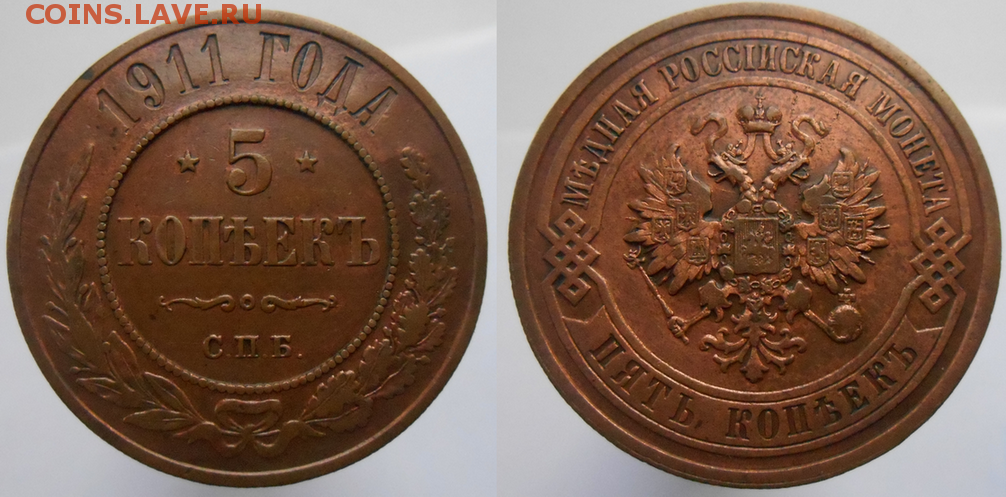 COINS.LAVE.RU
1911 ГОДА
5
КОПѢЕКЪ
С.П.Б.
МѢДНАЯ РОССІЙСКАЯ МОНЕТА
ПЯТЬ КОПѢЕКЪ